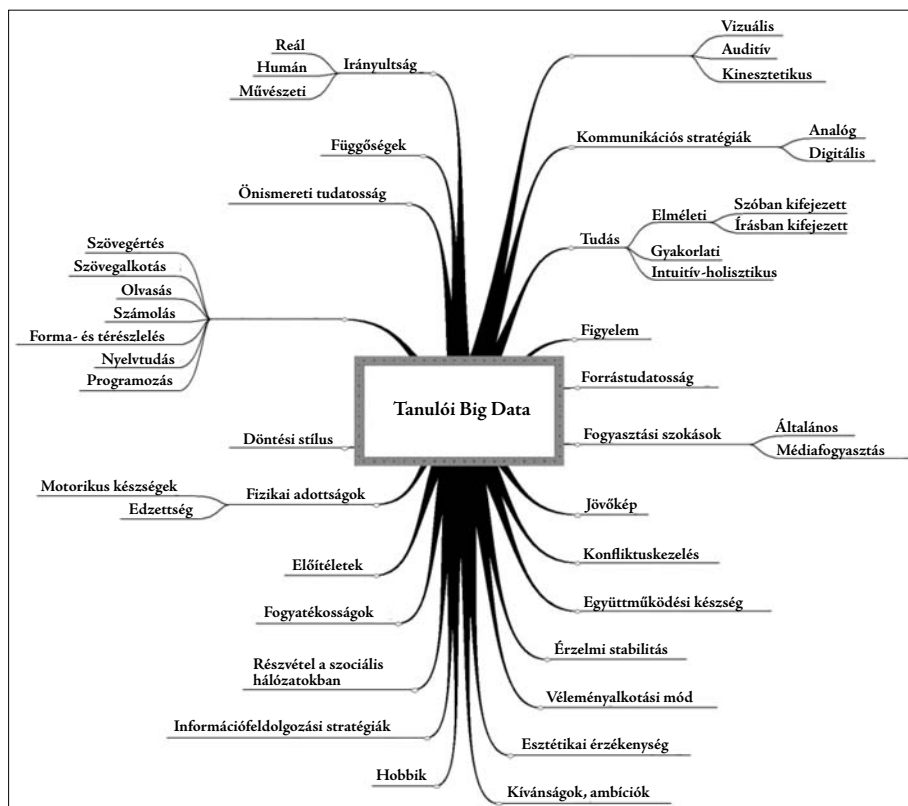 Reál
Humán
Művészeti
Irányultság
Függőségek
Önismereti tudatosság
Szövegértés
Szövegalkotás
Olvasás
Számolás
Forma- és térészlelés
Nyelvtudás
Programozás
Döntési stílus
Motorikus készségek
Edzettség
Fizikai adottságok
Előítéletek
Fogyatékosságok
Részvétel a szociális
hálózatokban
Információfeldolgozási stratégiák
Hobbik
Tanulói Big Data
Vizuális
Auditív
Kinesztetikus
Kommunikációs stratégiák
Analóg
Digitális
Tudás
Elméleti
Szóban kifejezett
Írásban kifejezett
Gyakorlati
Intuitív-holisztikus
Figyelem
Forrástudatosság
Fogyasztási szokások
Általános
Médiafogyasztás
Jövőkép
Konfliktuskezelés
Együttműködési készség
Érzelmi stabilitás
Véleményalkotási mód
Esztétikai érzékenység
Kívánságok, ambíciók